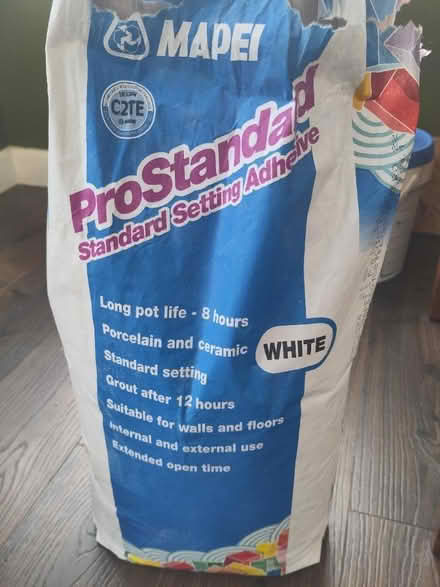 MAPEI
C2TE
ProStandard
Standard Setting Adhesive
Long pot life - 8 hours
Porcelain and ceramic
Standard setting
WHITE
Grout after 12 hours
Suitable for walls and floors
Internal and external use
Extended open time